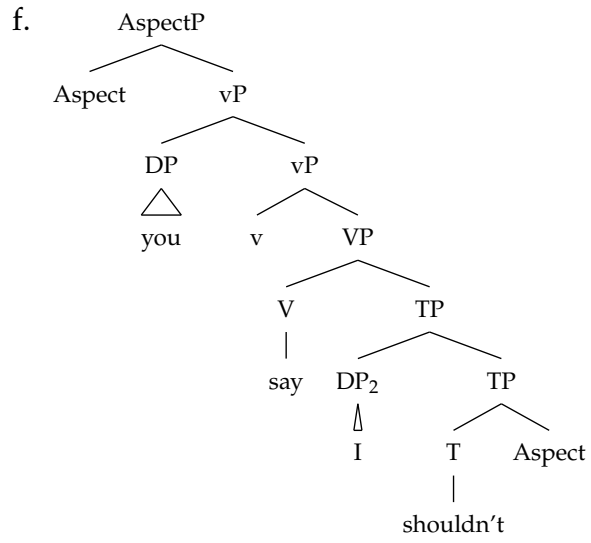 f.
AspectP
Aspect vP
DP vP
you v VP
V TP
say DP₂ TP
I T Aspect
shouldn't